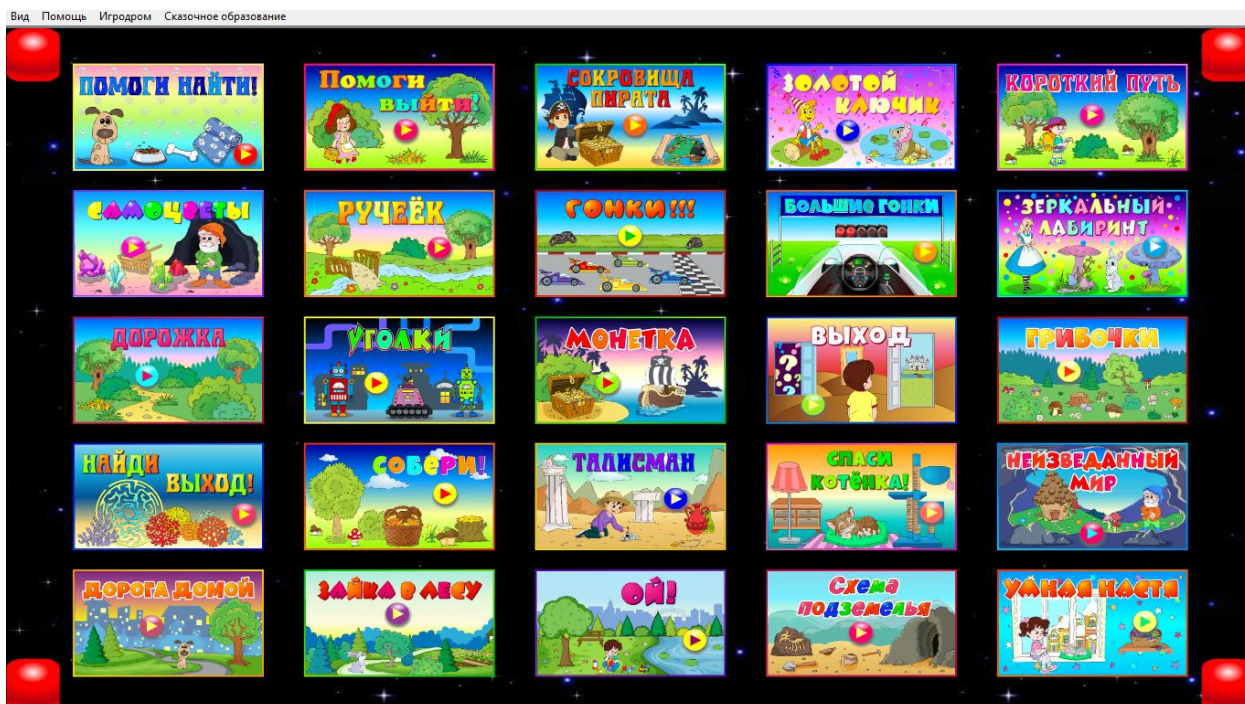 Вид Помощь Игродром Сказочное образование
ПОМОГИ НАЙТИ!
Помоги
выйти!
СОКРОВИЩА
ПИРАТА
ЗОЛОТОЙ
КЛЮЧИК
КОРОТКИЙ ПУТЬ
САМОЦВЕТЫ
РУЧЕЁК
ГОНКИ!!!
БОЛЬШИЕ ГОНКИ
ЗЕРКАЛЬНЫЙ
ЛАБИРИНТ
ДОРОЖКА
УГОЛКИ
МОНЕТКА
ВЫХОД
ГРИБОЧКИ
НАЙДИ
ВЫХОД!
СОБЕРИ!
ТАЛИСМАН
СПАСИ
КОТЁНКА!
НЕИЗВЕДАННЫЙ
МИР
ДОРОГА ДОМОЙ
ЗАЙКА В ЛЕСУ
ОЙ!
Схема
подземелья
УМНАЯ НАСТЯ